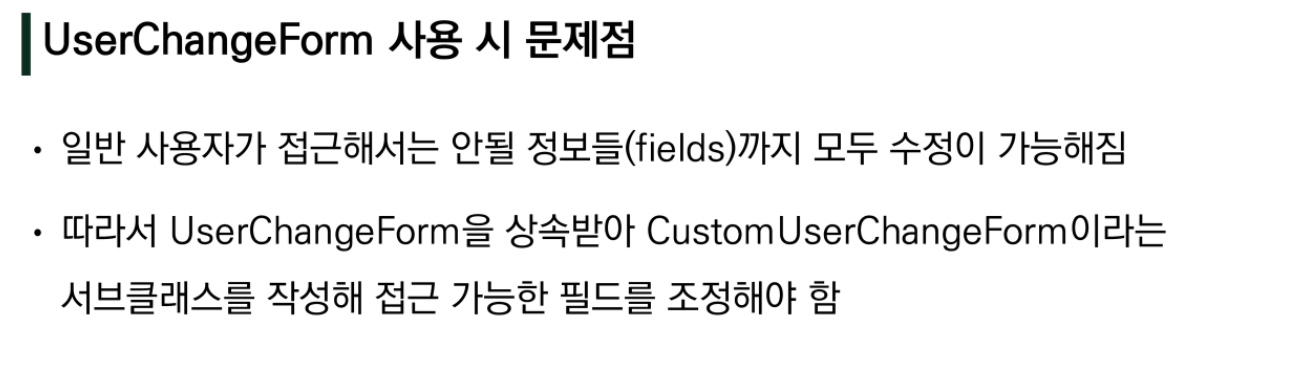 UserChangeForm 사용 시 문제점
• 일반 사용자가 접근해서는 안될 정보들(fields)까지 모두 수정이 가능해짐
• 따라서 UserChangeForm을 상속받아 CustomUserChangeForm이라는
서브클래스를 작성해 접근 가능한 필드를 조정해야 함